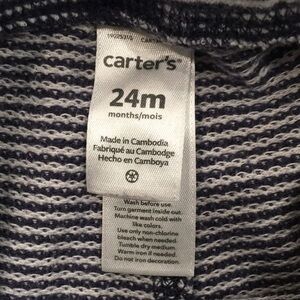 carter's
24m
months/mois
Made in Cambodia
Fabriqué au Cambodge
Hecho en Camboya
Wash before use.
Turn garment inside out.
Machine wash cold with
like colors.
Use only non-chlorine
bleach when needed.
Tumble dry medium.
Warm iron if needed.
Do not iron decoration.